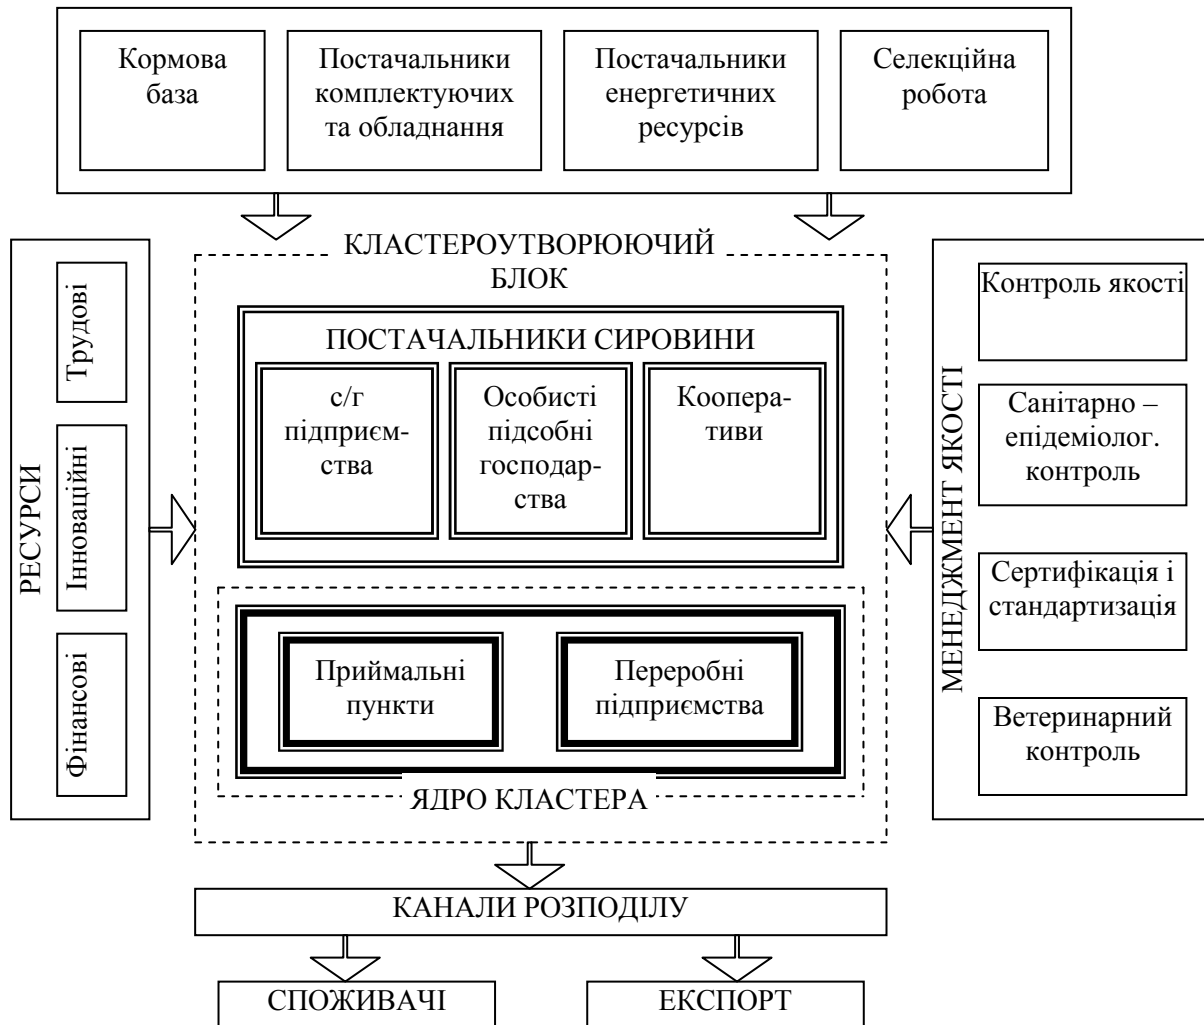 Кормова
база
Постачальники
комплектуючих
та обладнання
Постачальники
енергетичних
ресурсів
Селекційна
робота
РЕСУРСИ
Трудові
Інноваційні
Фінансові
КЛАСТЕРОУТВОРЮЮЧИЙ
БЛОК
ПОСТАЧАЛЬНИКИ СИРОВИНИ
с/г
підприєм-
ства
Особисті
підсобні
господар-
ства
Коопера-
тиви
Приймальні
пункти
Переробні
підприємства
ЯДРО КЛАСТЕРА
МЕНЕДЖМЕНТ ЯКОСТІ
Контроль якості
Санітарно –
епідеміолог.
контроль
Сертифікація і
стандартизація
Ветеринарний
контроль
КАНАЛИ РОЗПОДІЛУ
СПОЖИВАЧІ
ЕКСПОРТ